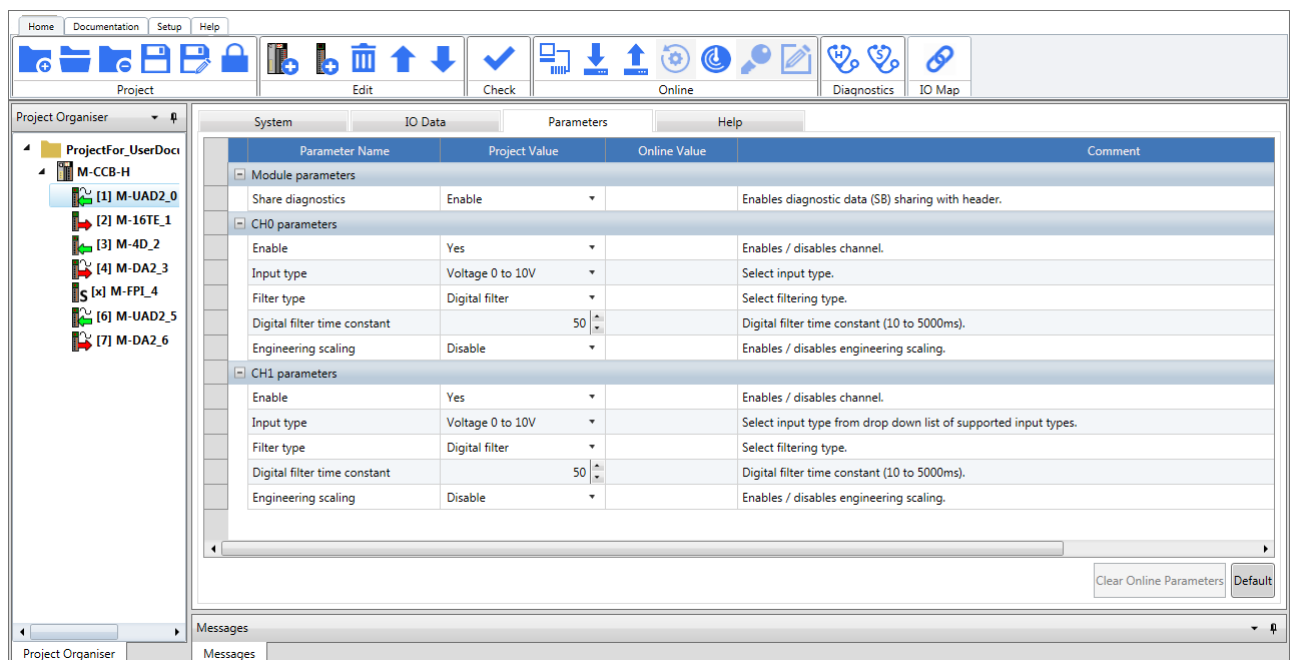 Home Documentation Setup Help
Project Edit Check Online Diagnostics IO Map
Project Organiser
ProjectFor_UserDocu
M-CCB-H
[1] M-UAD2_0
[2] M-16TE_1
[3] M-4D_2
[4] M-DA2_3
S [x] M-FPI_4
[6] M-UAD2_5
[7] M-DA2_6
System IO Data Parameters Help
Parameter Name Project Value Online Value Comment
Module parameters
Share diagnostics Enable Enables diagnostic data (SB) sharing with header.
CH0 parameters
Enable Yes Enables / disables channel.
Input type Voltage 0 to 10V Select input type.
Filter type Digital filter Select filtering type.
Digital filter time constant 50 Digital filter time constant (10 to 5000ms).
Engineering scaling Disable Enables / disables engineering scaling.
CH1 parameters
Enable Yes Enables / disables channel.
Input type Voltage 0 to 10V Select input type from drop down list of supported input types.
Filter type Digital filter Select filtering type.
Digital filter time constant 50 Digital filter time constant (10 to 5000ms).
Engineering scaling Disable Enables / disables engineering scaling.
Clear Online Parameters Default
Messages
Project Organiser Messages